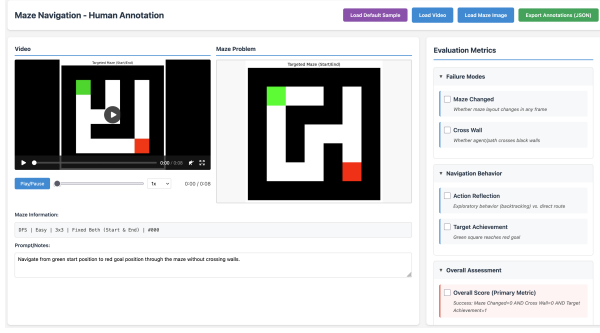 Maze Navigation - Human Annotation
Load Default Sample
Load Video
Load Maze Image
Export Annotations (JSON)
Video
Targeted Maze (Start/End)
0:00 / 0:08
Play/Pause
1x
0:00 / 0:08
Maze Problem
Targeted Maze (Start/End)
Maze Information:
DFS | Easy | 3x3 | Fixed Both (Start & End) | #000
Prompt/Notes:
Navigate from green start position to red goal position through the maze without crossing walls.
Evaluation Metrics
▼ Failure Modes
Maze Changed
Whether maze layout changes in any frame
Cross Wall
Whether agent/path crosses black walls
▼ Navigation Behavior
Action Reflection
Exploratory behavior (backtracking) vs. direct route
Target Achievement
Green square reaches red goal
▼ Overall Assessment
Overall Score (Primary Metric)
Success: Maze Changed=0 AND Cross Wall=0 AND Target
Achievement=1